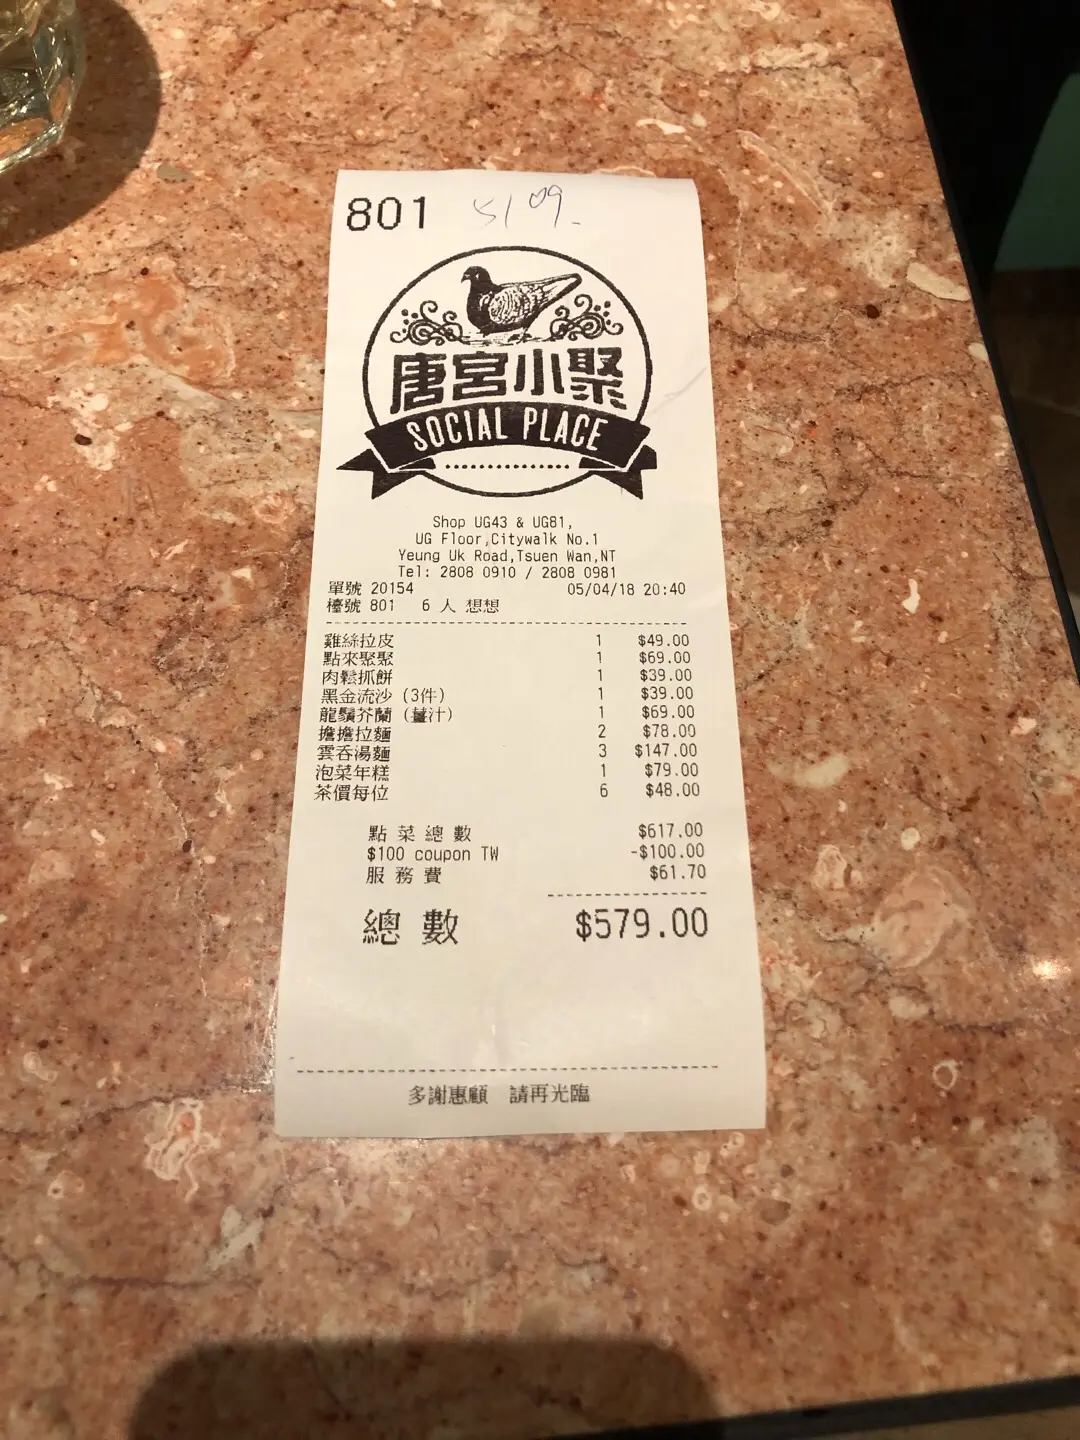 801
唐宮小聚
SOCIAL PLACE
Shop UG43 & UG81,
UG Floor,Citywalk No.1
Yeung Uk Road,Tsuen Wan,NT
Tel: 2808 0910 / 2808 0981
單號 20154 05/04/18 20:40
檯號 801 6 人 想想
雞絲拉皮 1 $49.00
點來聚聚 1 $69.00
肉鬆抓餅 1 $39.00
黑金流沙 (3件) 1 $39.00
龍鬚芥蘭 (薑汁) 1 $69.00
擔擔拉麵 2 $78.00
雲吞湯麵 3 $147.00
泡菜年糕 1 $79.00
茶價每位 6 $48.00
點菜總數 $617.00
$100 coupon TW -$100.00
服務費 $61.70
總數 $579.00
多謝惠顧 請再光臨